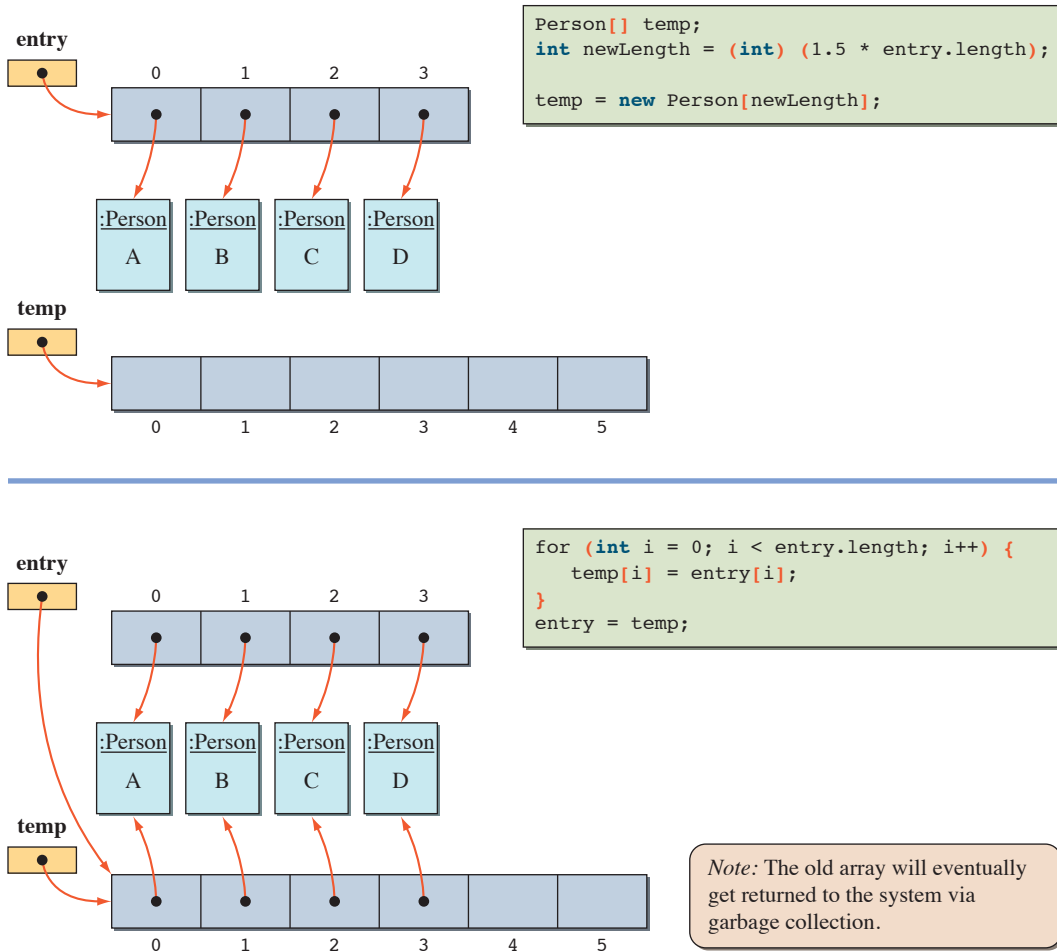 entry
0 1 2 3
Person[] temp;
int newLength = (int) (1.5 * entry.length);
temp = new Person[newLength];
:Person :Person :Person :Person
A B C D
temp
0 1 2 3 4 5
entry
0 1 2 3
for (int i = 0; i < entry.length; i++) {
temp[i] = entry[i];
}
entry = temp;
:Person :Person :Person :Person
A B C D
temp
0 1 2 3 4 5
Note: The old array will eventually
get returned to the system via
garbage collection.